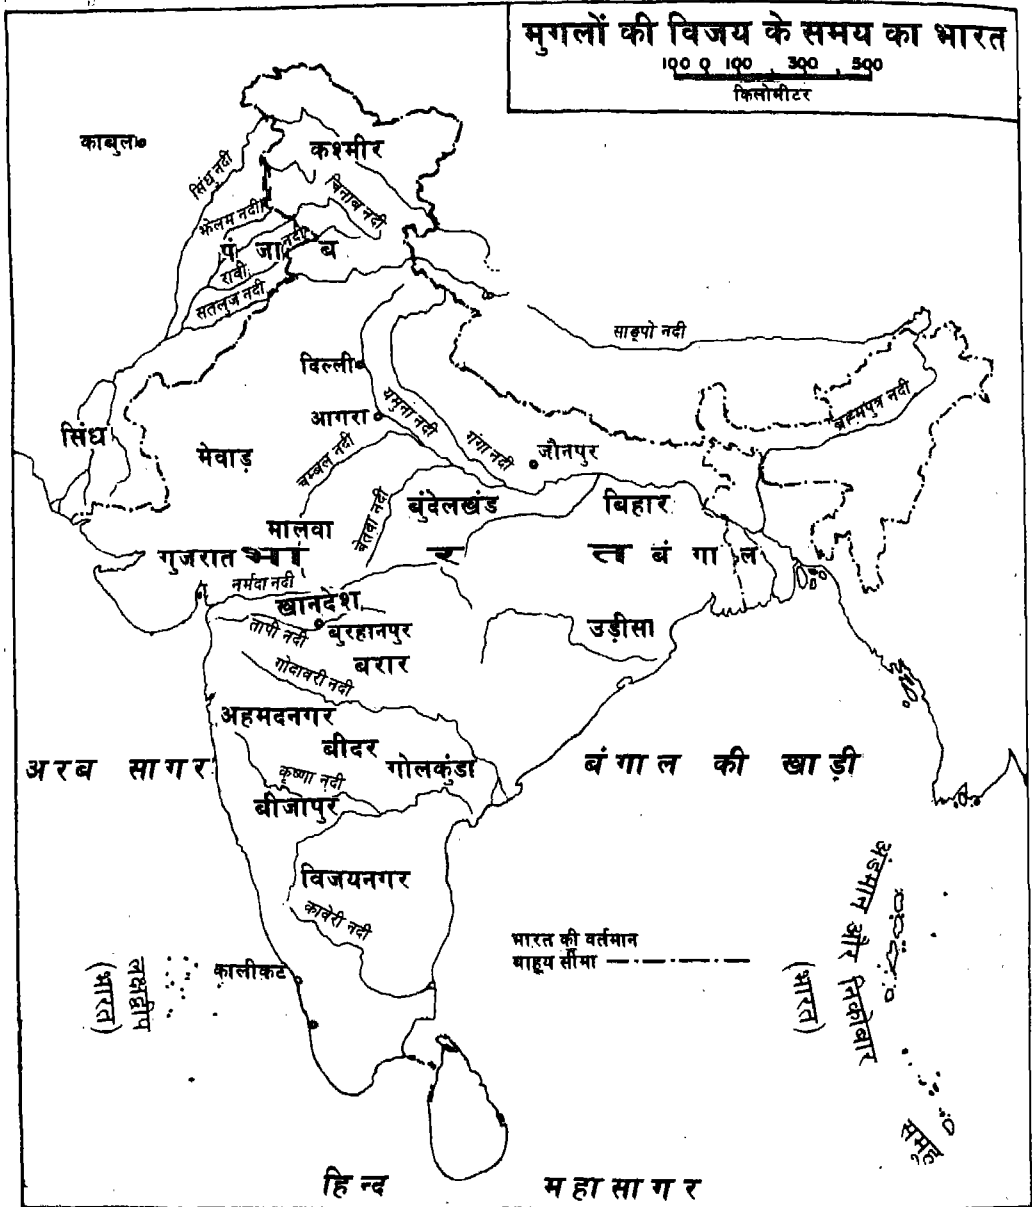 मुगलों की विजय के समय का भारत
100 0 100 300 500
किलोमीटर
काबुल
कश्मीर
सिंधु नदी
चिनाब नदी
झेलम नदी
पंजाब
रावी नदी
सतलुज नदी
साङ्पो नदी
दिल्ली
ब्रह्मपुत्र नदी
आगरा
यमुना नदी
सिंध
मेवाड़
चम्बल नदी
गंगा नदी
जौनपुर
मालवा
बेतवा नदी
बुंदेलखंड
बिहार
गुजरात
भारत
बंगाल
नर्मदा नदी
खानदेश
तापी नदी
बुरहानपुर
उड़ीसा
बरार
गोदावरी नदी
अहमदनगर
बीदर
गोलकुंडा
अरब सागर
बंगाल की खाड़ी
कृष्णा नदी
बीजापुर
विजयनगर
कावेरी नदी
भारत की वर्तमान
बाह्य सीमा
कालीकट
लक्षद्वीप
(भारत)
अंडमान और निकोबार
(भारत)
समूह
हिन्द महासागर